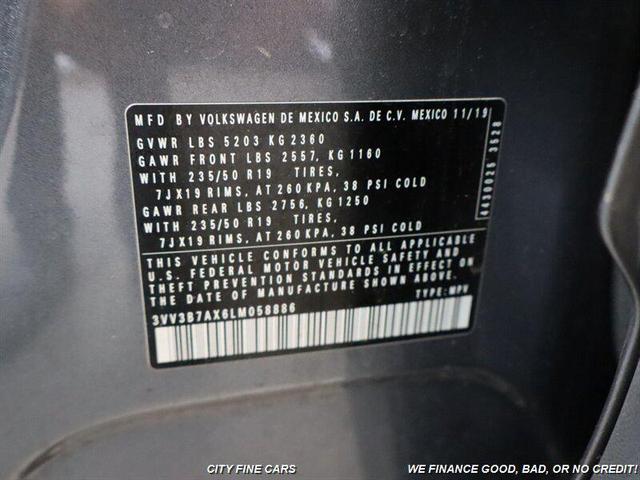 MFD BY VOLKSWAGEN DE MEXICO S.A. DE C.V. MEXICO 11/19
GVWR LBS 5203 KG 2360
GAWR FRONT LBS 2557, KG 1160
WITH 235/50 R19 TIRES,
7JX19 RIMS, AT 260 KPA, 38 PSI COLD
GAWR REAR LBS 2756, KG 1250
WITH 235/50 R19 TIRES,
7JX19 RIMS, AT 260 KPA, 38 PSI COLD
THIS VEHICLE CONFORMS TO ALL APPLICABLE
U.S. FEDERAL MOTOR VEHICLE SAFETY AND
THEFT PREVENTION STANDARDS IN EFFECT ON
THE DATE OF MANUFACTURE SHOWN ABOVE.
3VV3B7AX6LM058886 TYPE: MPV
4430925 3528
CITY FINE CARS
WE FINANCE GOOD, BAD, OR NO CREDIT!